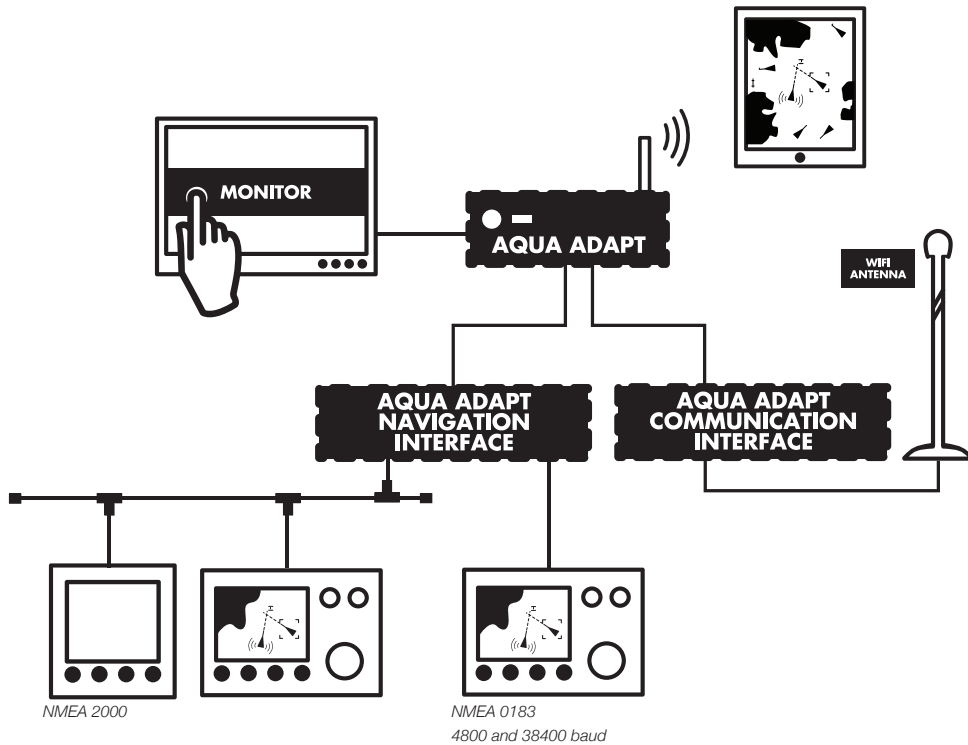 MONITOR
AQUA ADAPT
WIFI
ANTENNA
AQUA ADAPT
NAVIGATION
INTERFACE
AQUA ADAPT
COMMUNICATION
INTERFACE
NMEA 2000
NMEA 0183
4800 and 38400 baud